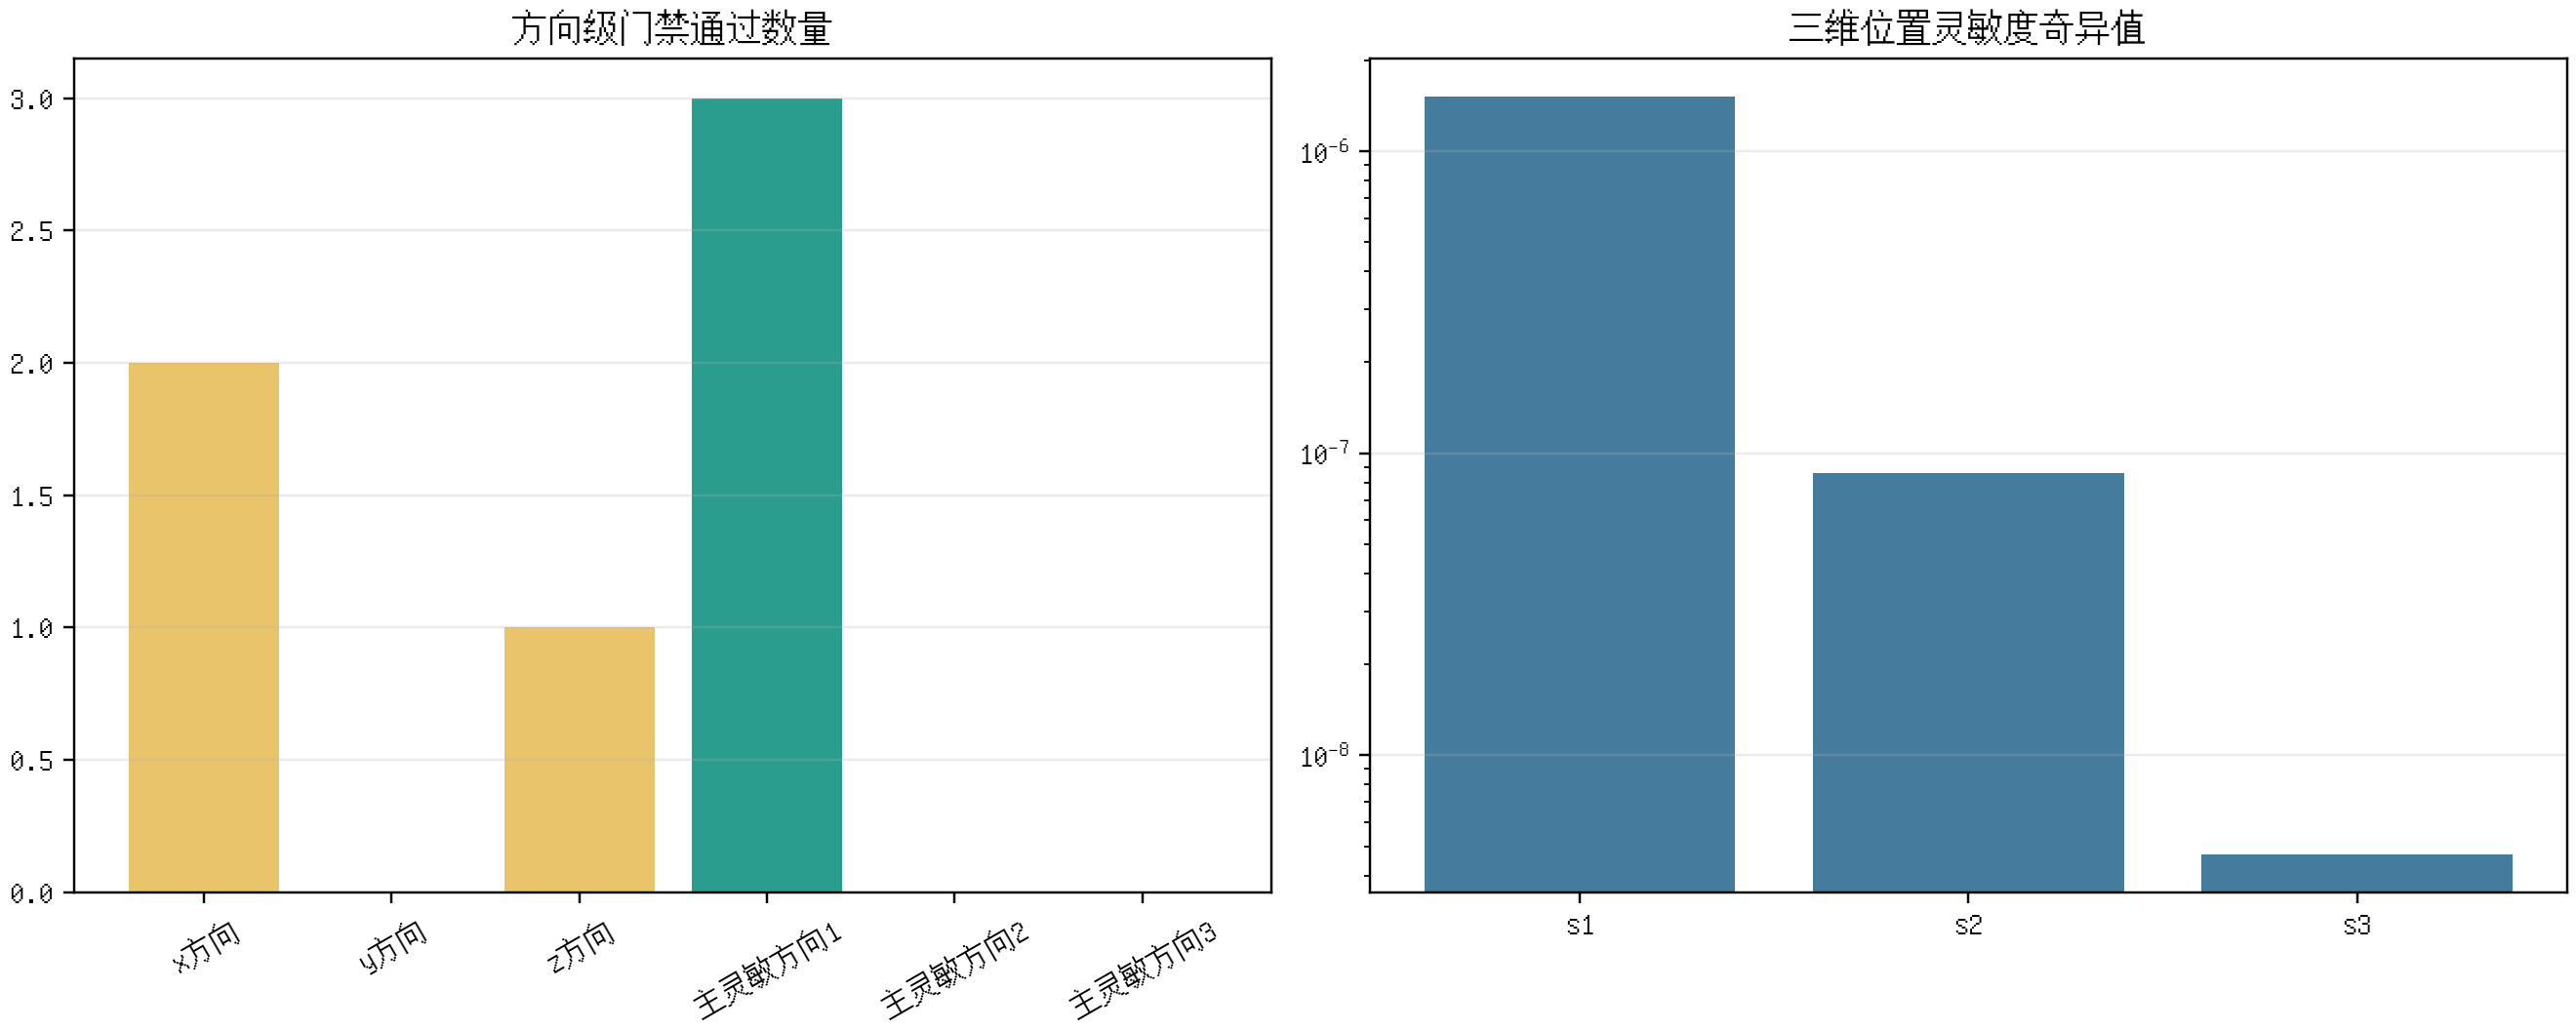 方向级门禁通过数量
3.0
2.5
2.0
1.5
1.0
0.5
0.0
x方向
y方向
z方向
主灵敏方向1
主灵敏方向2
主灵敏方向3
三维位置灵敏度奇异值
10⁻⁶
10⁻⁷
10⁻⁸
s1
s2
s3